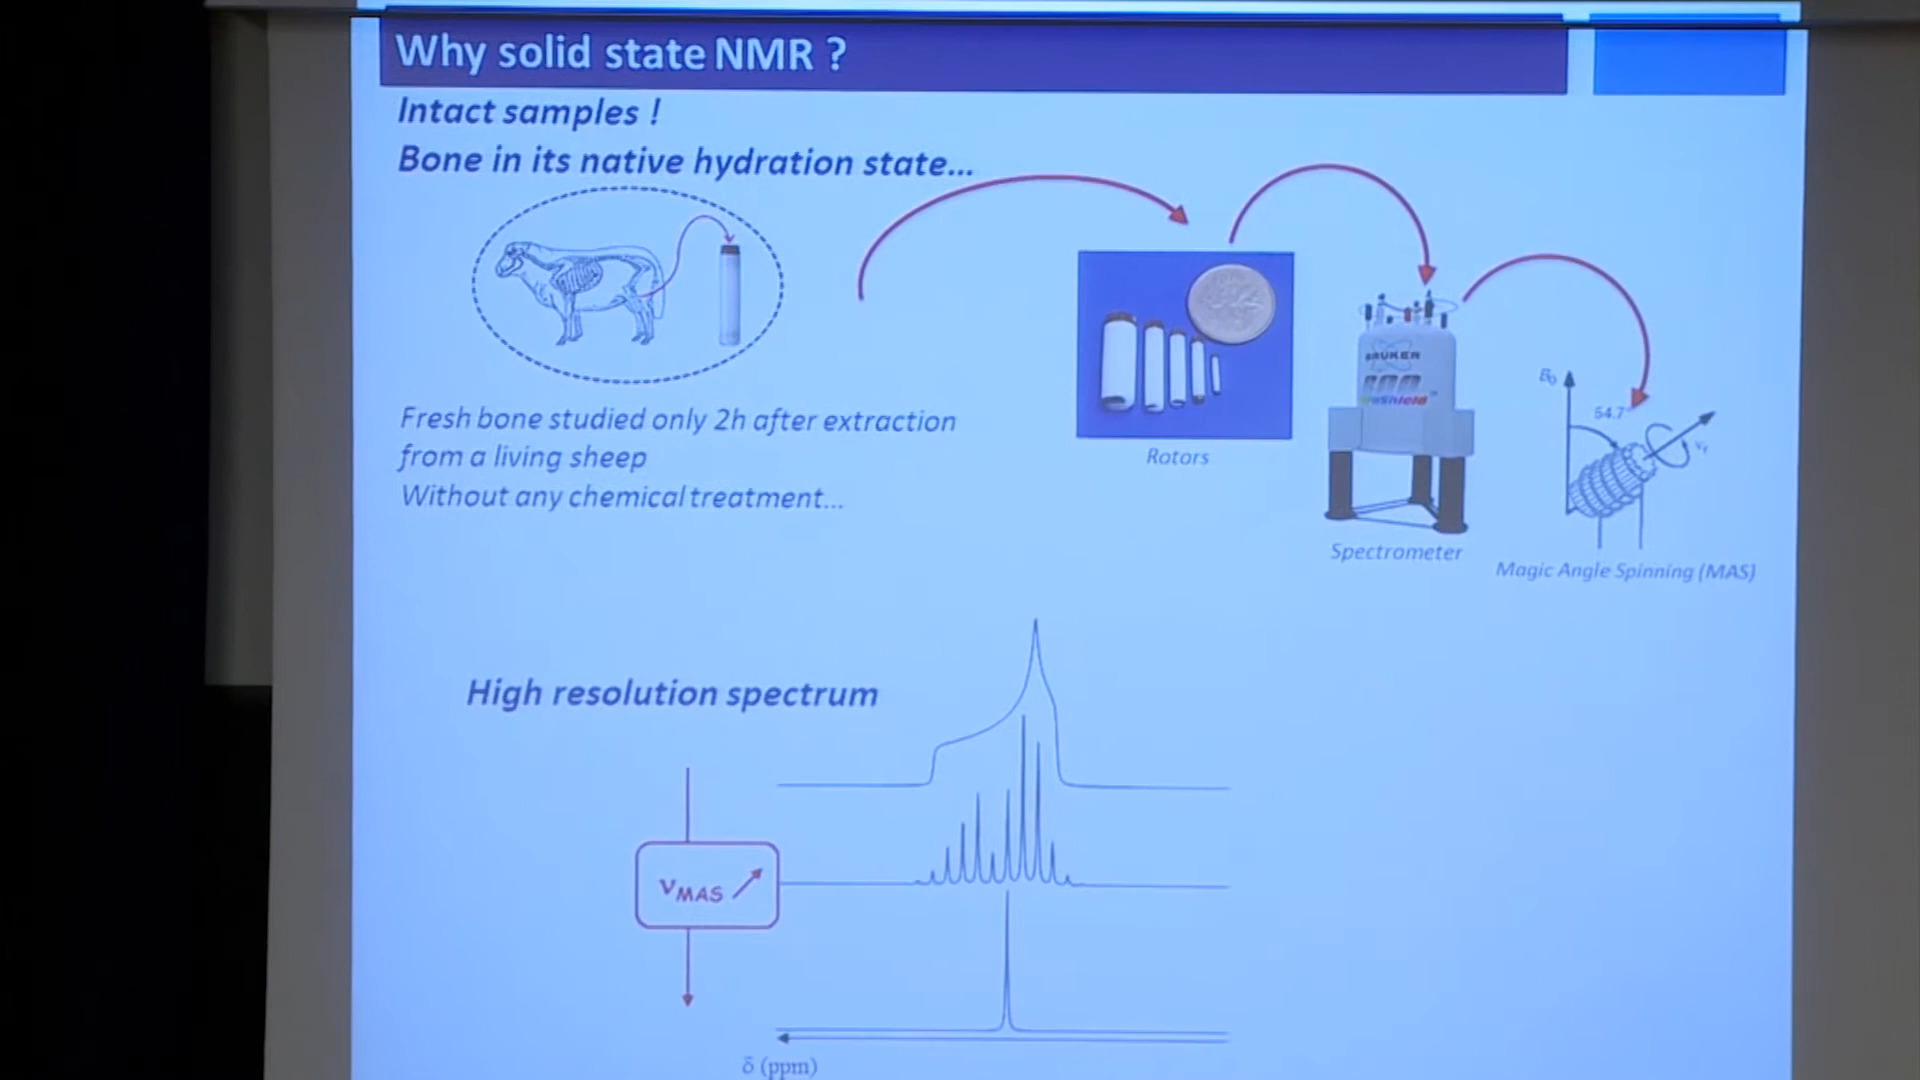 Why solid state NMR ?
Intact samples !
Bone in its native hydration state...
Fresh bone studied only 2h after extraction
from a living sheep
Without any chemical treatment...
Rotors
BRUKER
Spectrometer
B0
54.7°
νr
Magic Angle Spinning (MAS)
High resolution spectrum
νMAS
δ (ppm)